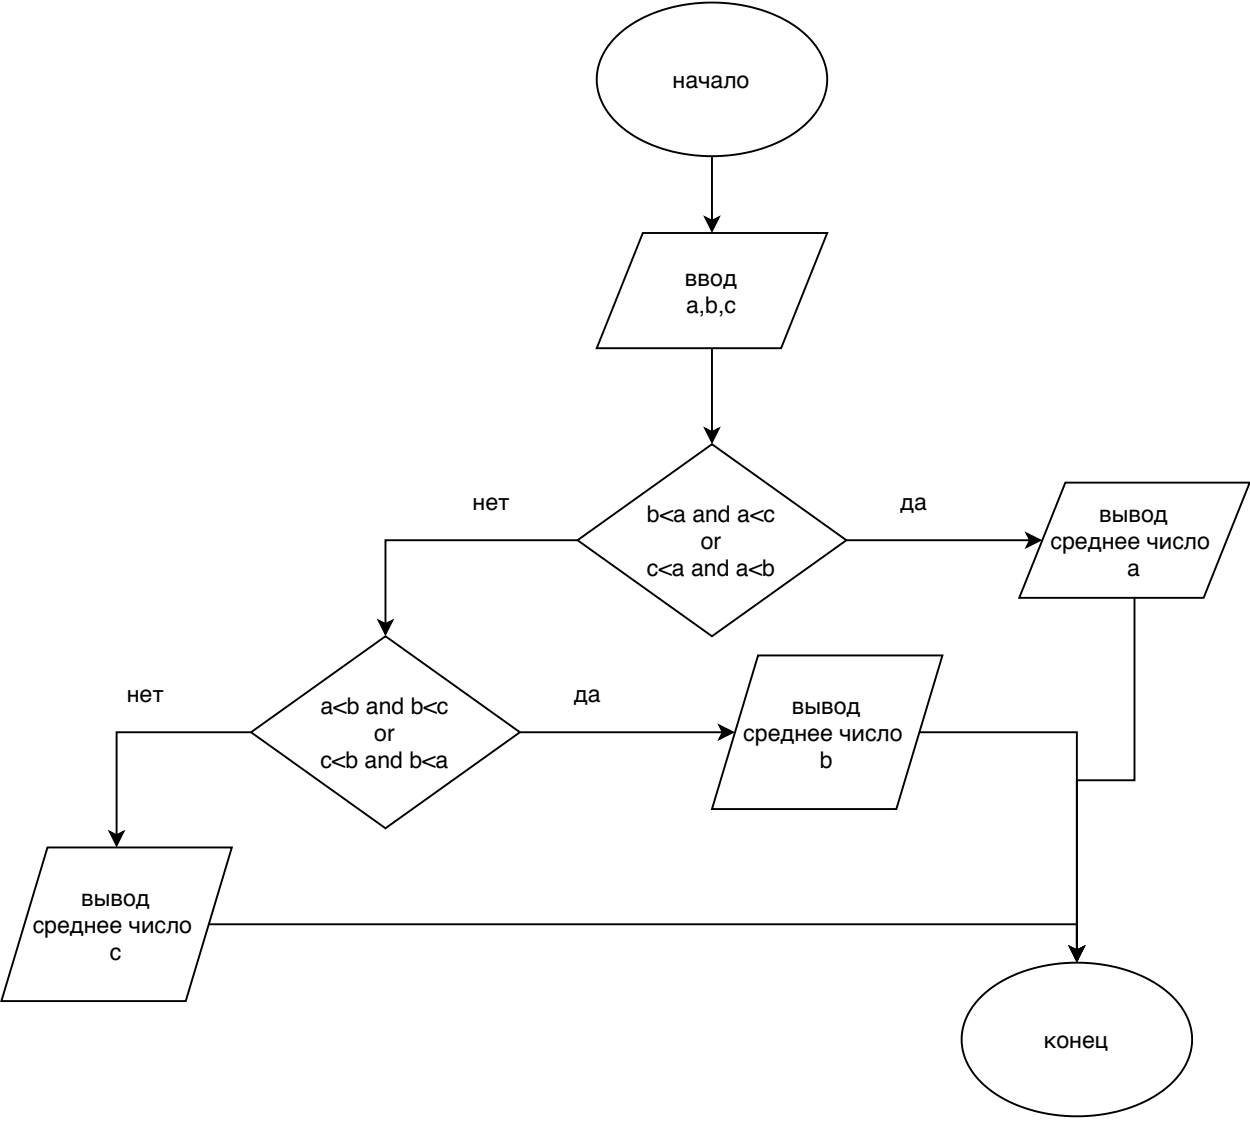 начало
ввод
a,b,c
нет
да
b<a and a<c
or
c<a and a<b
вывод
среднее число
a
нет
да
a<b and b<c
or
c<b and b<a
вывод
среднее число
b
вывод
среднее число
c
конец